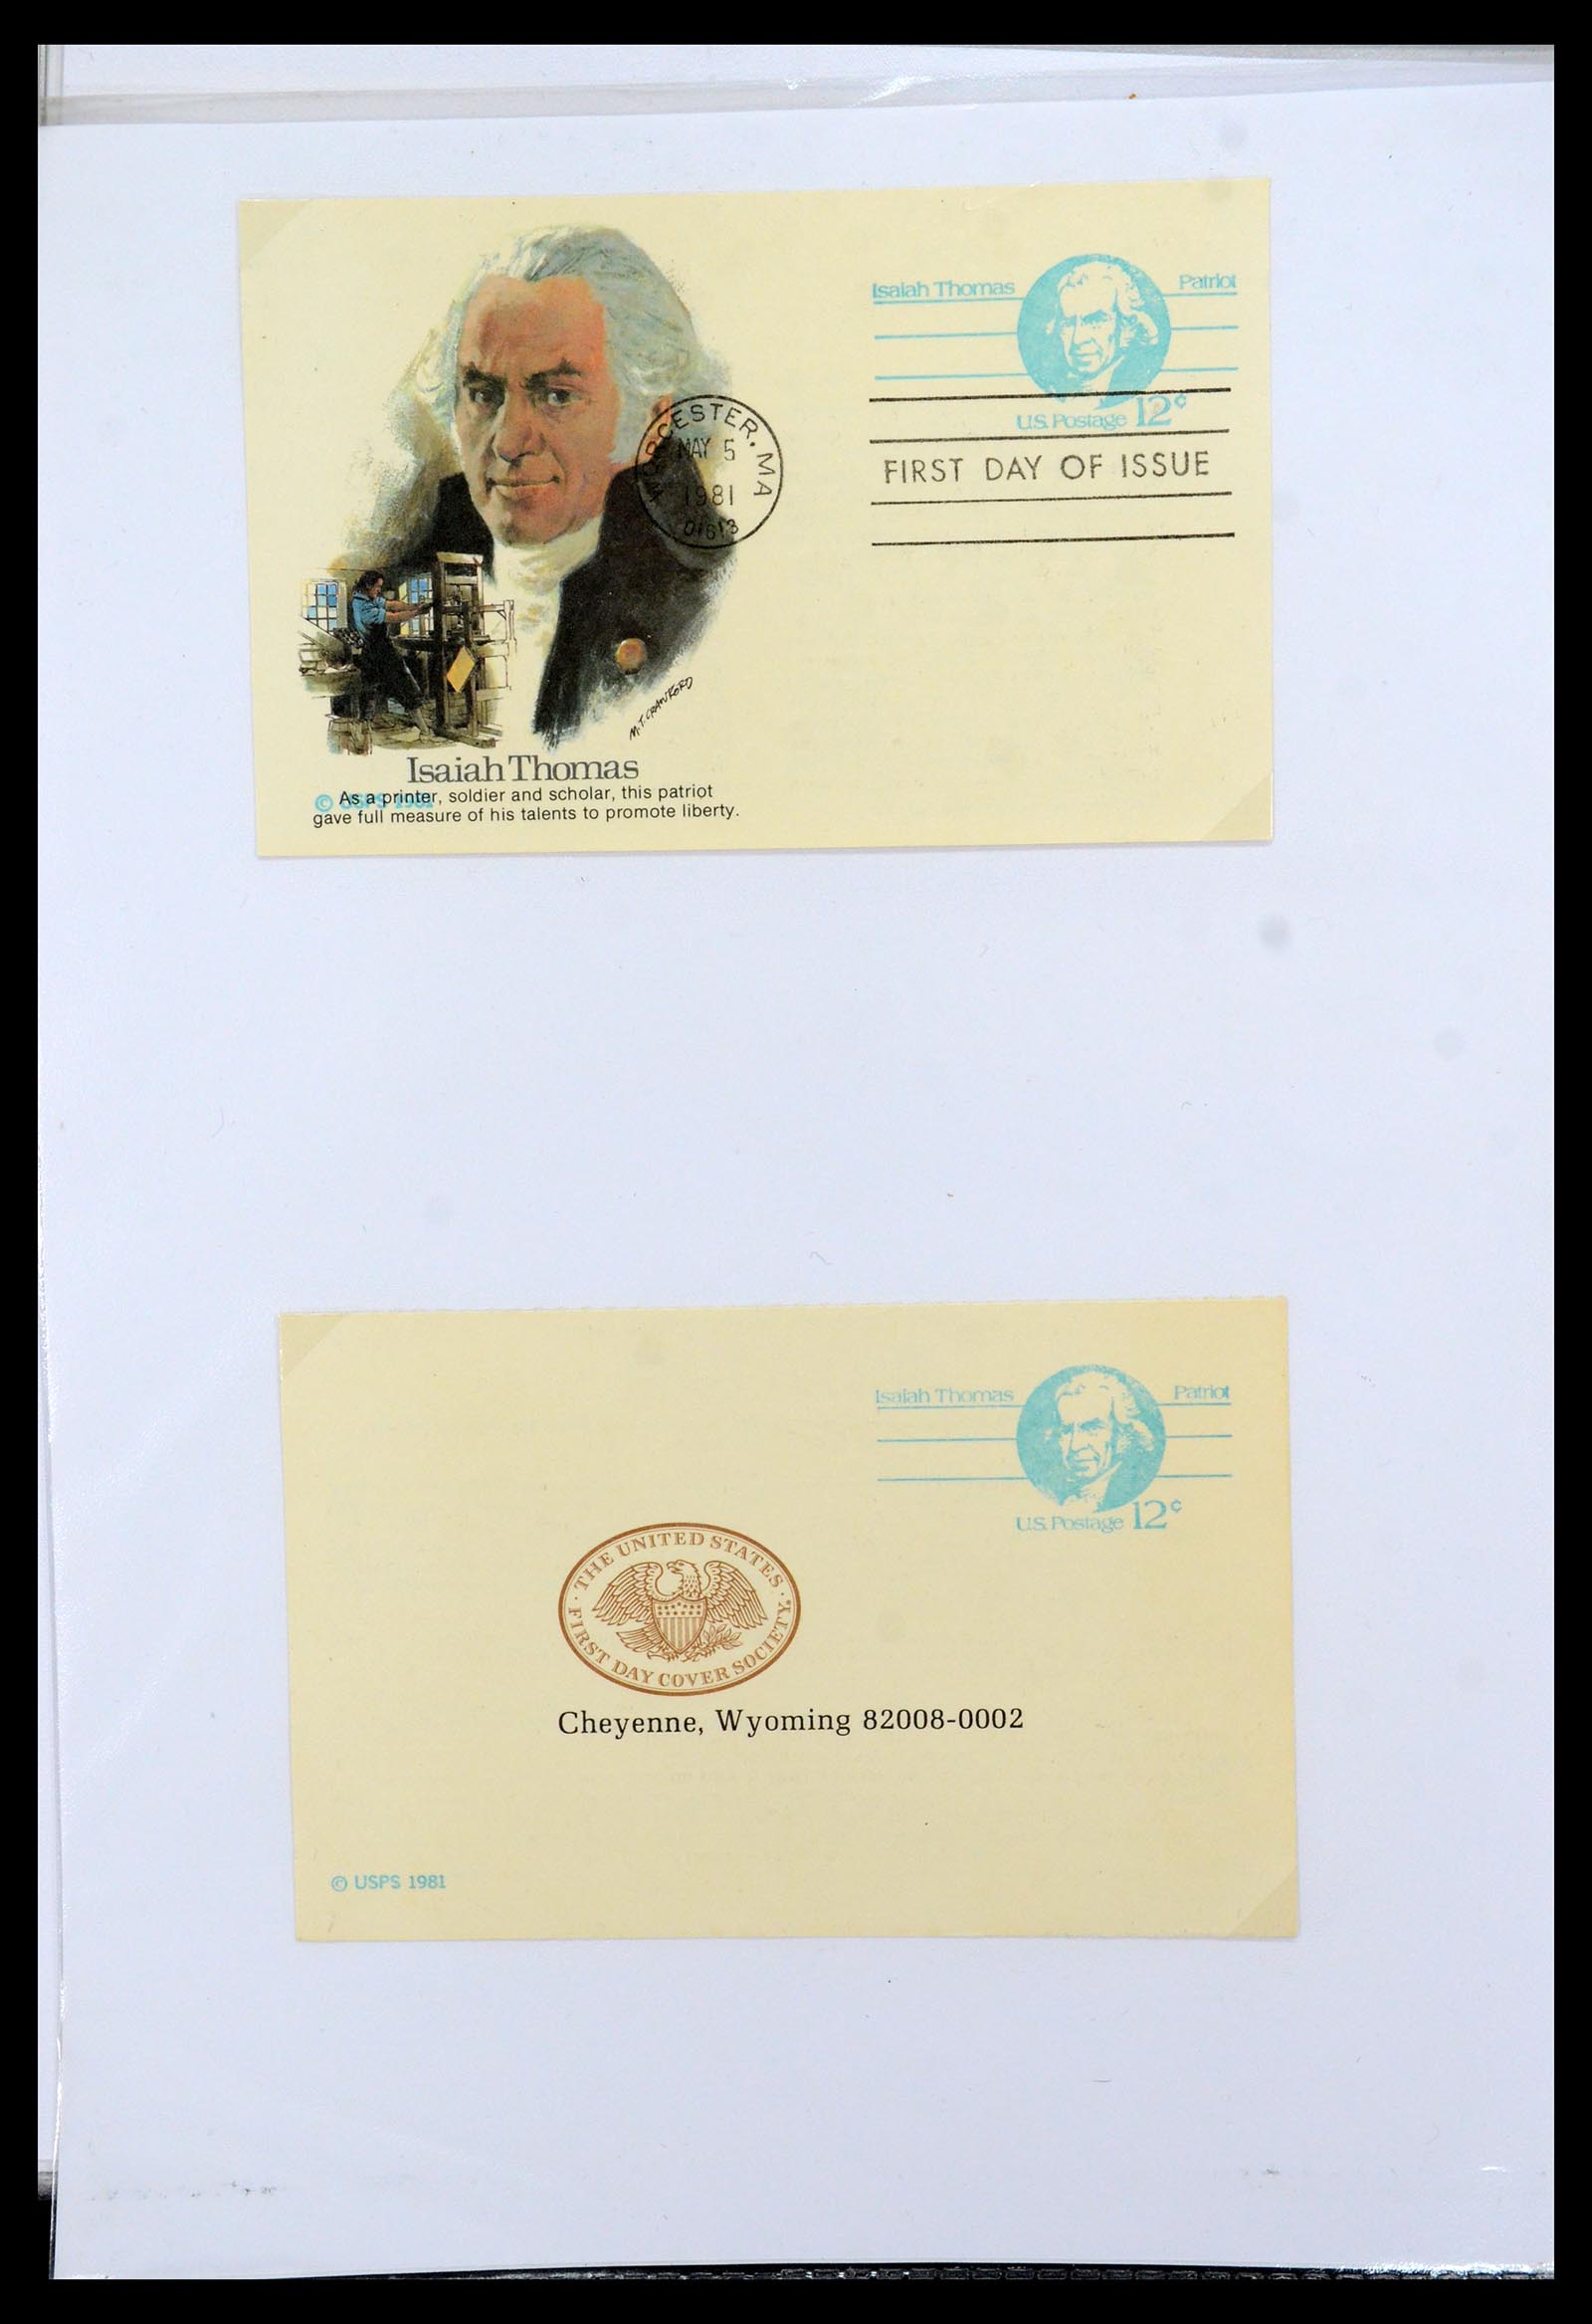 Isaiah Thomas Patriot
U.S. Postage 12¢
WORCESTER, MA
MAY 5
1981
FIRST DAY OF ISSUE
M.T. CRAWFORD
Isaiah Thomas
© USPS 1981
As a printer, soldier and scholar, this patriot
gave full measure of his talents to promote liberty.
Isaiah Thomas Patriot
U.S. Postage 12¢
· THE UNITED STATES ·
FIRST DAY COVER SOCIETY.
Cheyenne, Wyoming 82008-0002
© USPS 1981